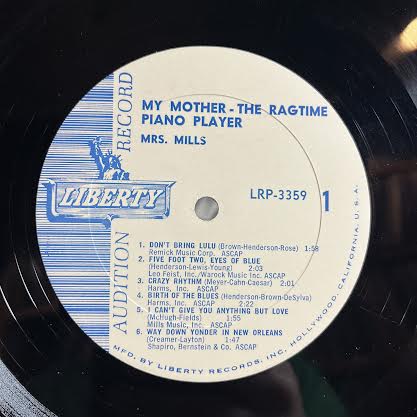 AUDITION RECORD
LIBERTY
MY MOTHER - THE RAGTIME
PIANO PLAYER
MRS. MILLS
LRP-3359 1
1. DON'T BRING LULU (Brown-Henderson-Rose) 1:58
Remick Music Corp. ASCAP
2. FIVE FOOT TWO, EYES OF BLUE
(Henderson-Lewis-Young) 2:03
Leo Feist, Inc./Warock Music Inc. ASCAP
3. CRAZY RHYTHM (Meyer-Cahn-Caesar) 2:01
Harms, Inc. ASCAP
4. BIRTH OF THE BLUES (Henderson-Brown-DeSylva)
Harms, Inc. ASCAP 2:22
5. I CAN'T GIVE YOU ANYTHING BUT LOVE
(McHugh-Fields) 1:55
Mills Music, Inc. ASCAP
6. WAY DOWN YONDER IN NEW ORLEANS
(Creamer-Layton) 1:47
Shapiro, Bernstein & Co. ASCAP
MFD. BY LIBERTY RECORDS, INC., HOLLYWOOD, CALIFORNIA, U.S.A.